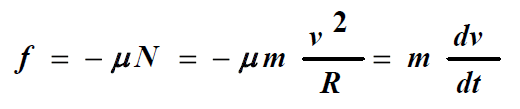 f = − μN = − μm v² / R = m dv / dt